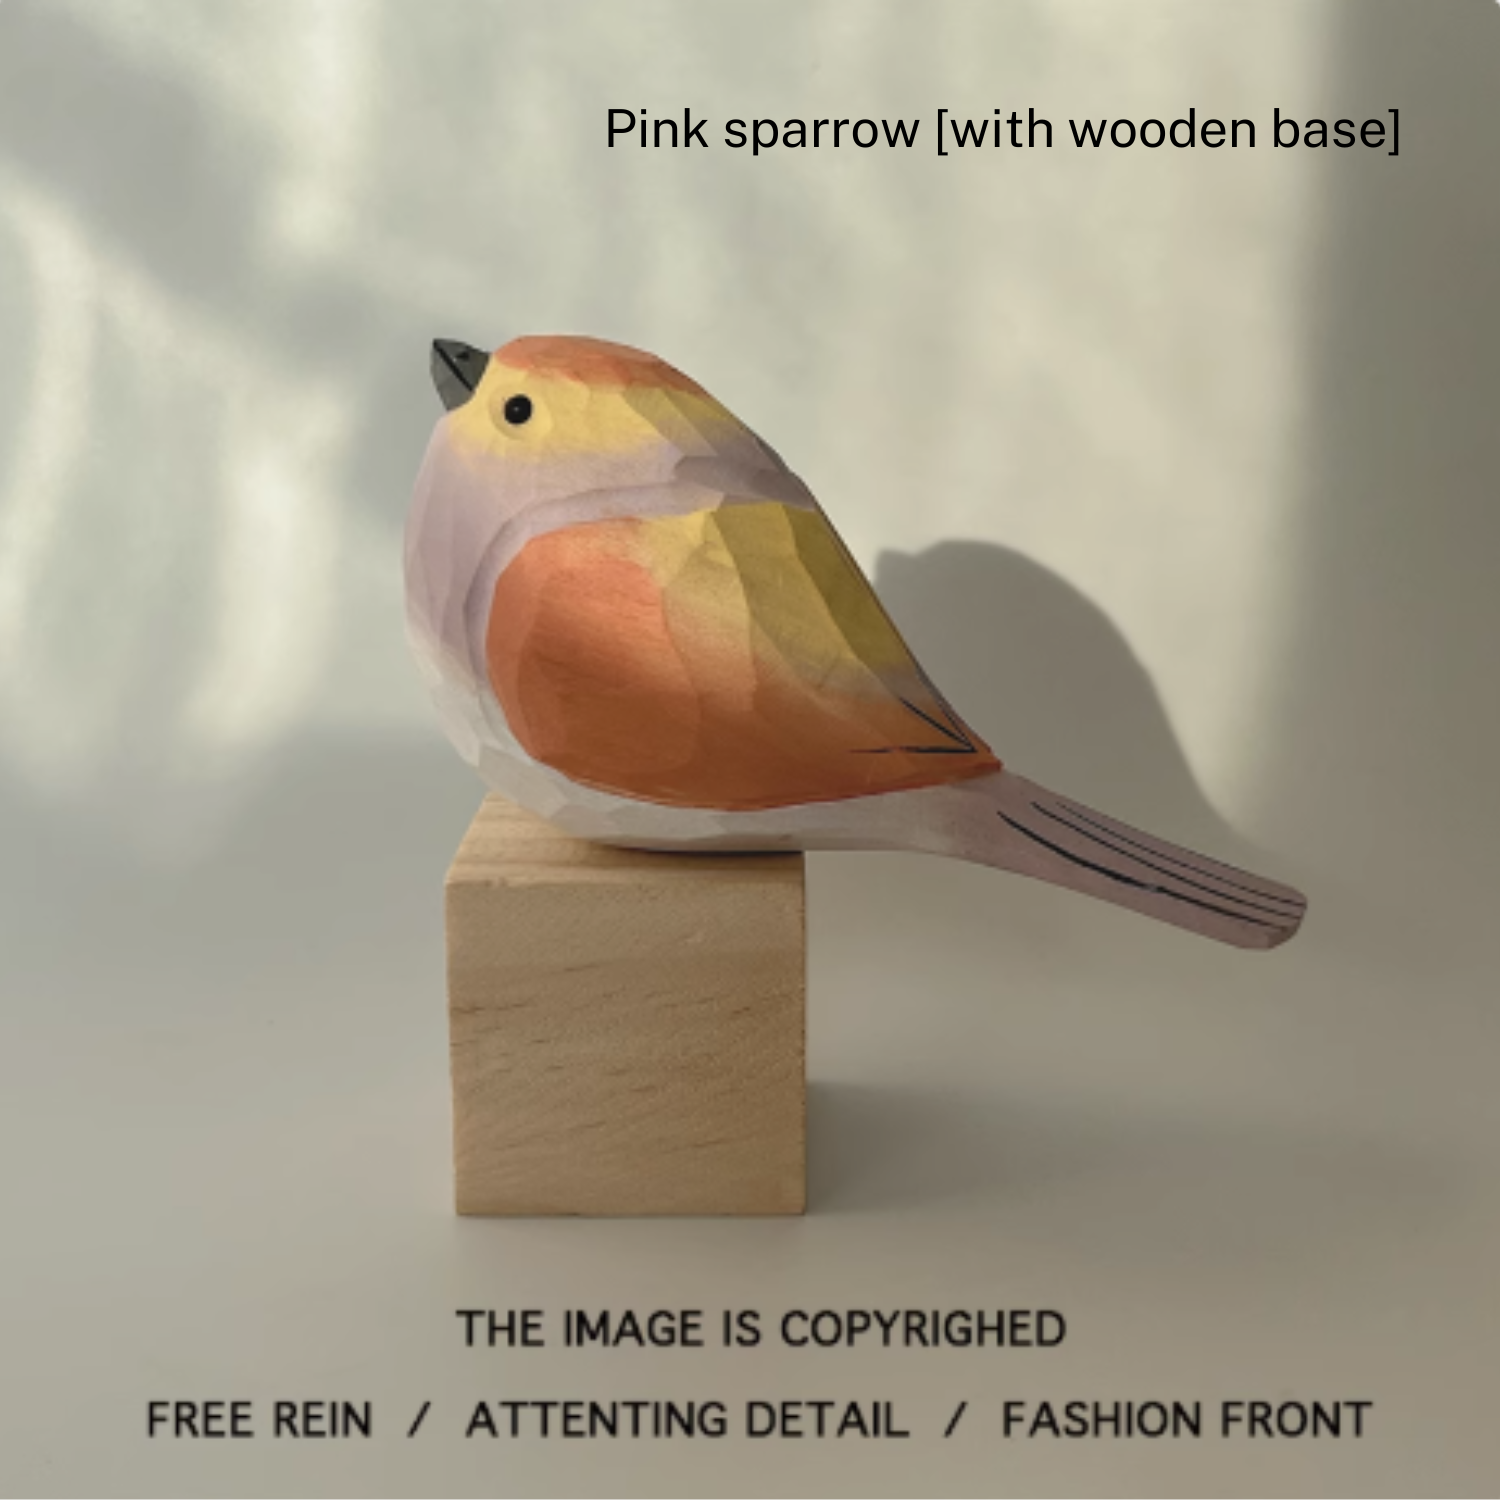 Pink sparrow [with wooden base]
THE IMAGE IS COPYRIGHED
FREE REIN / ATTENTING DETAIL / FASHION FRONT